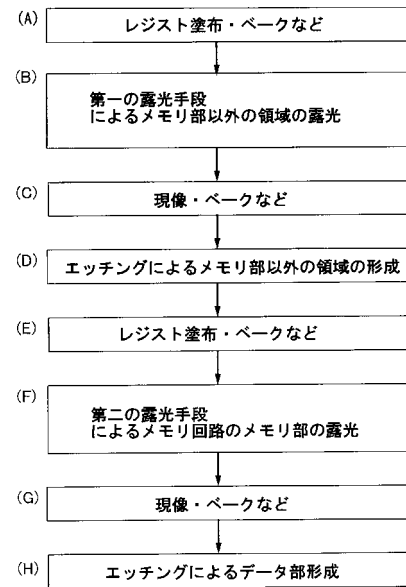 (A) レジスト塗布・ベークなど
(B) 第一の露光手段
によるメモリ部以外の領域の露光
(C) 現像・ベークなど
(D) エッチングによるメモリ部以外の領域の形成
(E) レジスト塗布・ベークなど
(F) 第二の露光手段
によるメモリ回路のメモリ部の露光
(G) 現像・ベークなど
(H) エッチングによるデータ部形成